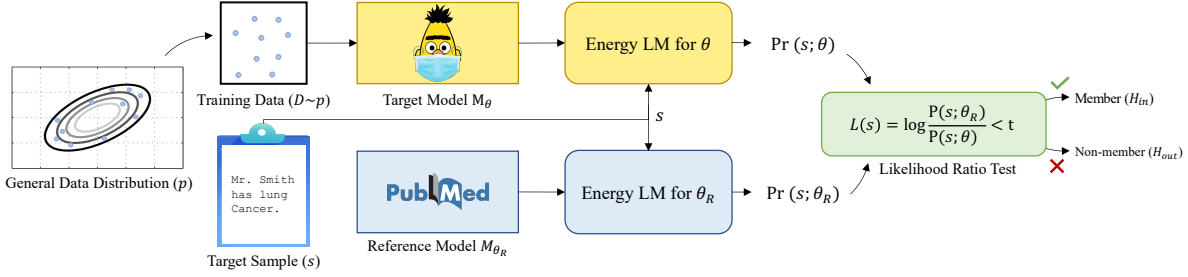 General Data Distribution (p)
Training Data (D~p)
Target Model M_θ
Energy LM for θ
Pr (s; θ)
Mr. Smith
has lung
Cancer.
Target Sample (s)
s
PubMed
Reference Model M_θ_R
Energy LM for θ_R
Pr (s; θ_R)
L(s) = log P(s; θ_R) / P(s; θ) < t
Likelihood Ratio Test
Member (H_in)
Non-member (H_out)